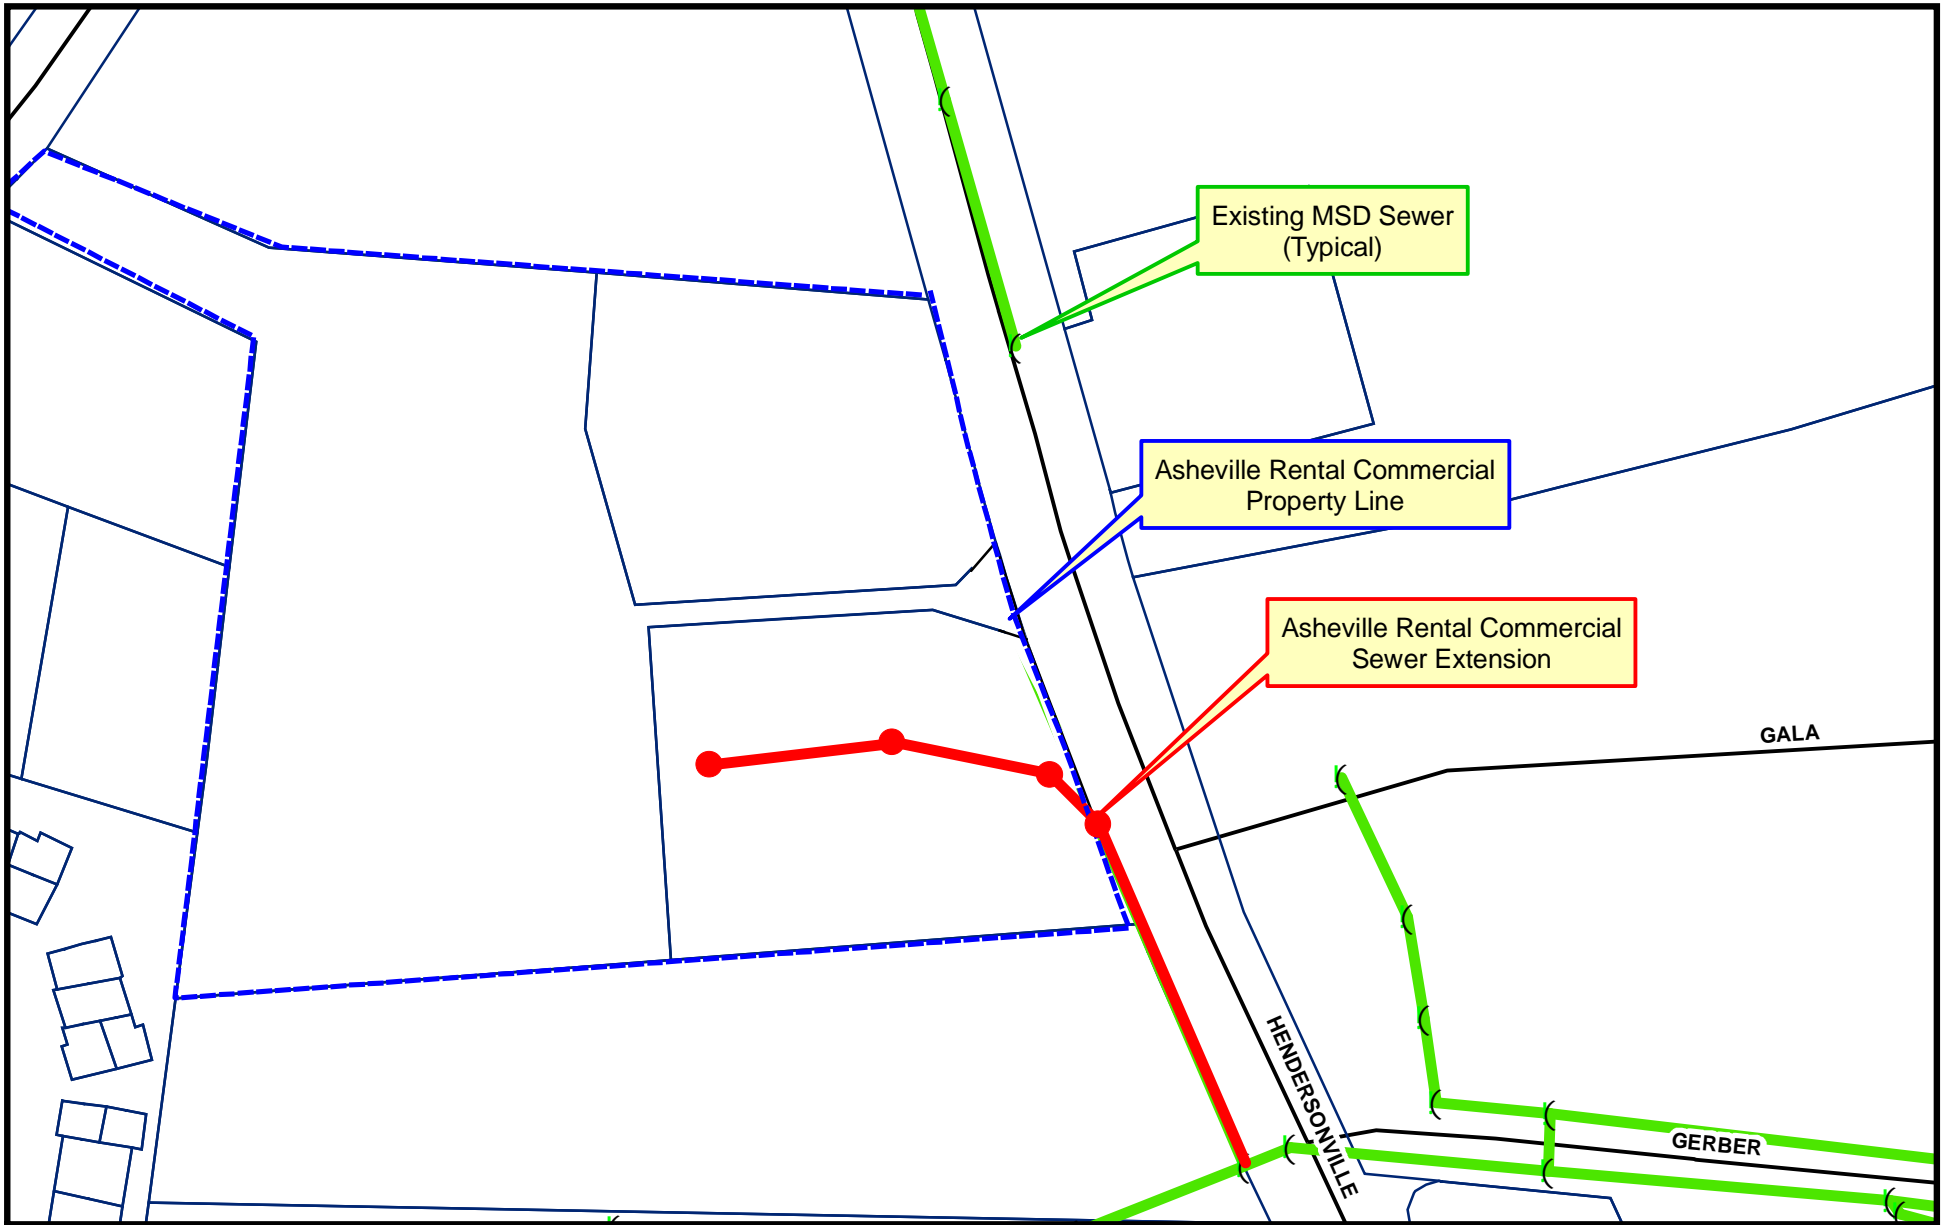 Existing MSD Sewer
(Typical)
Asheville Rental Commercial
Property Line
Asheville Rental Commercial
Sewer Extension
GALA
HENDERSONVILLE
GERBER